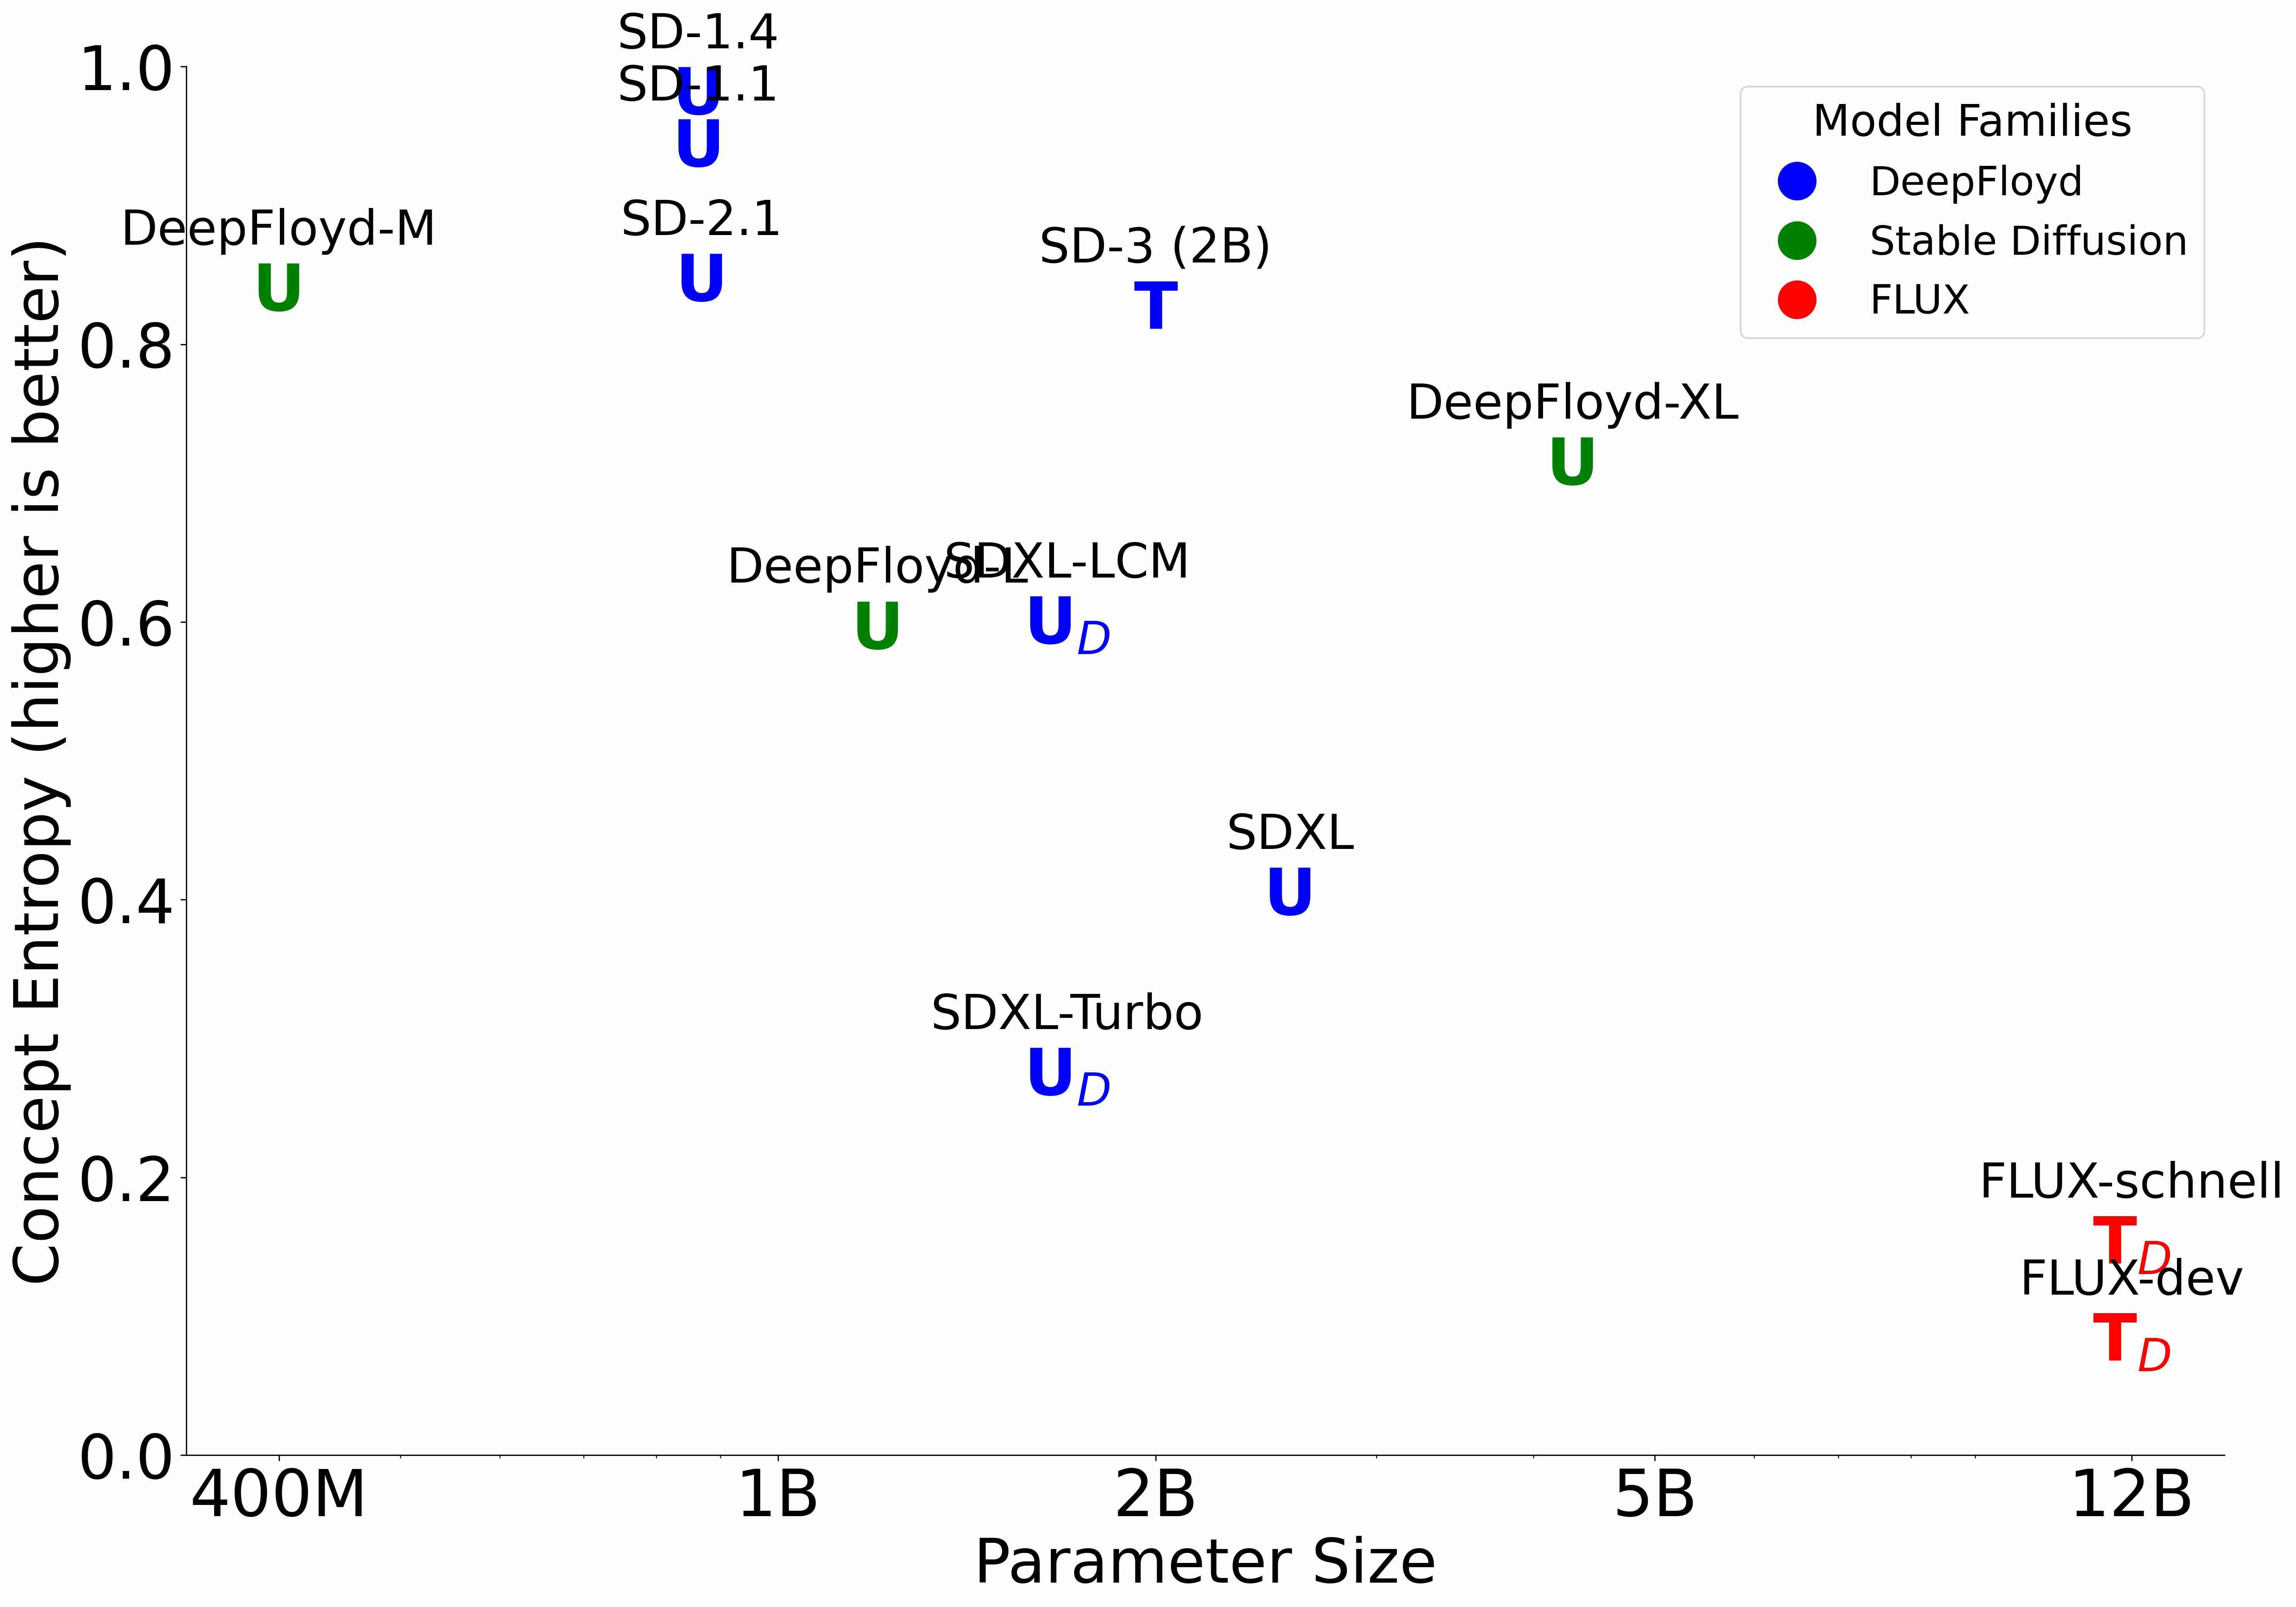 SD-1.4
1.0
SD-1.1
U
U
Model Families
DeepFloyd
Stable Diffusion
FLUX
DeepFloyd-M
U
SD-2.1
U
SD-3 (2B)
T
0.8
DeepFloyd-XL
U
DeepFloyd-L
U
SDXL-LCM
U_D
0.6
SDXL
U
0.4
SDXL-Turbo
U_D
0.2
FLUX-schnell
T_D
FLUX-dev
T_D
0.0
Concept Entropy (higher is better)
400M
1B
2B
5B
12B
Parameter Size